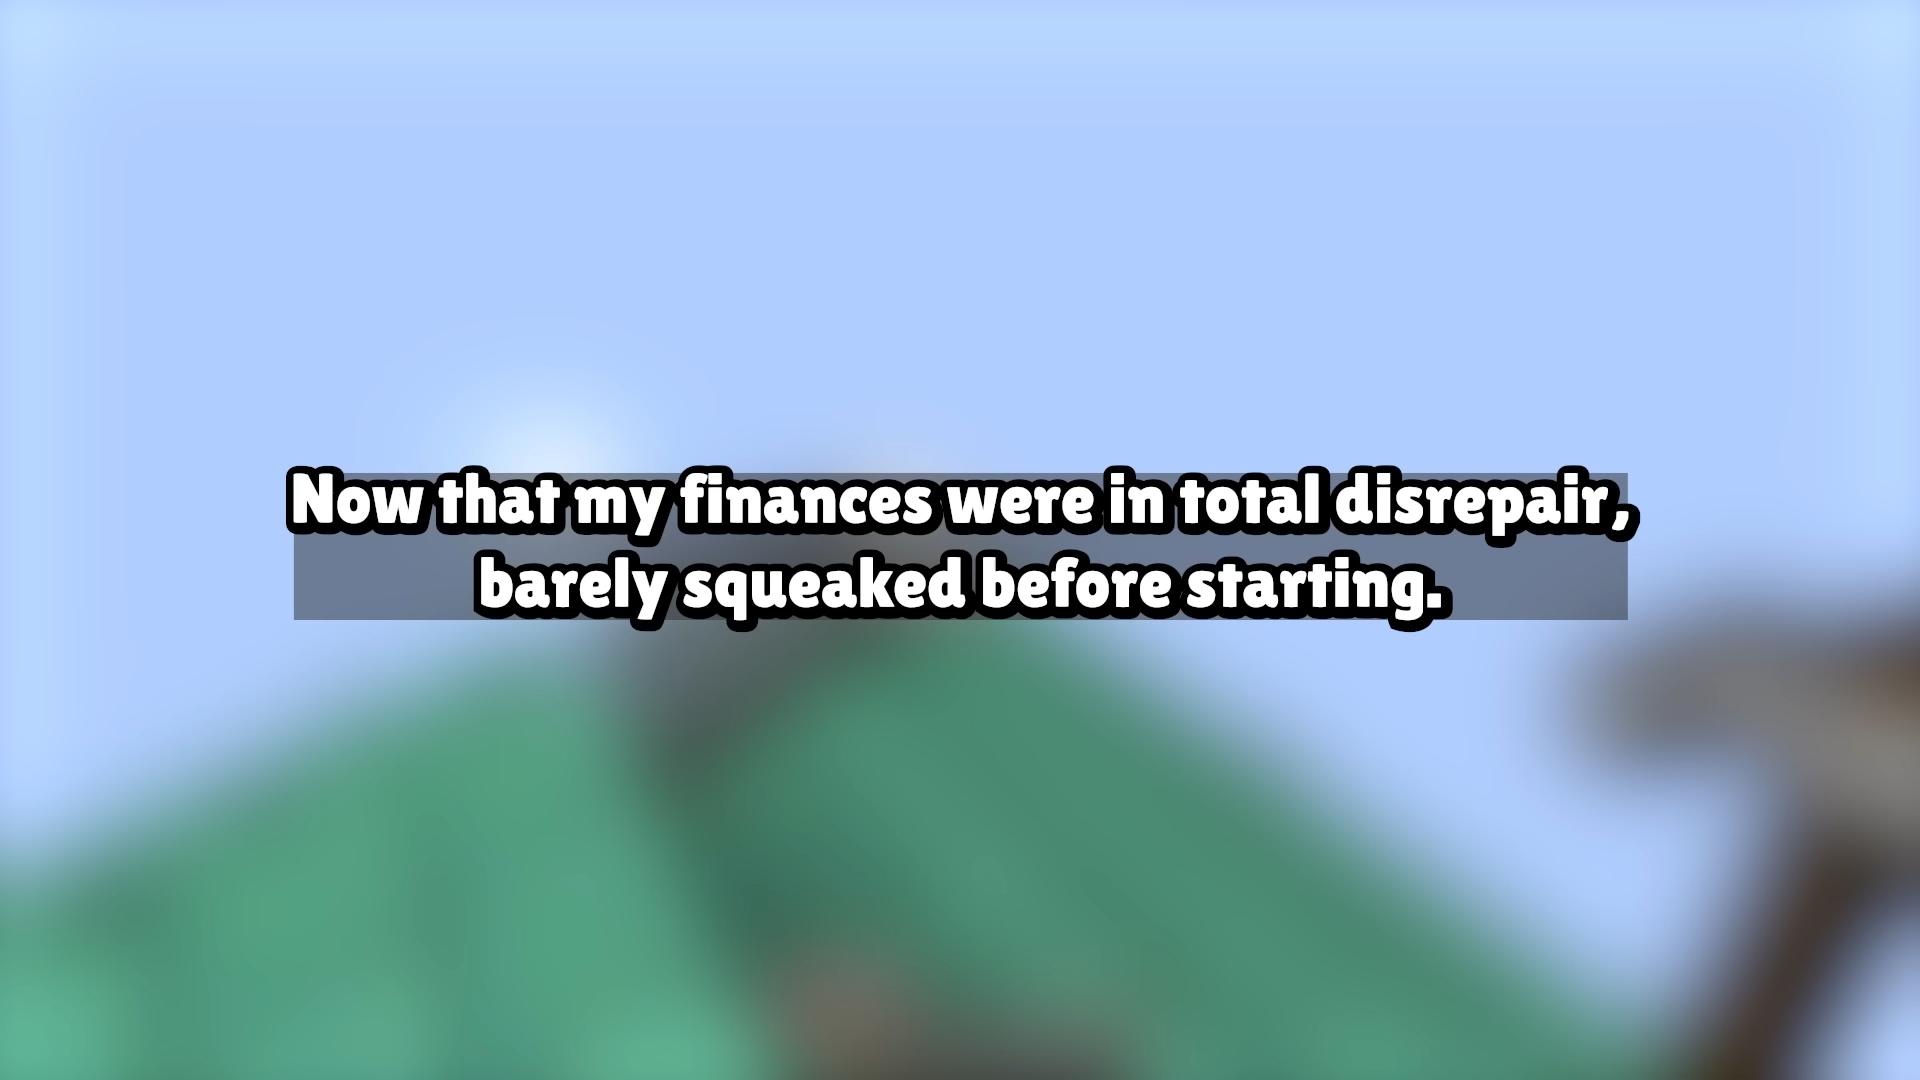 Now that my finances were in total disrepair,
barely squeaked before starting.